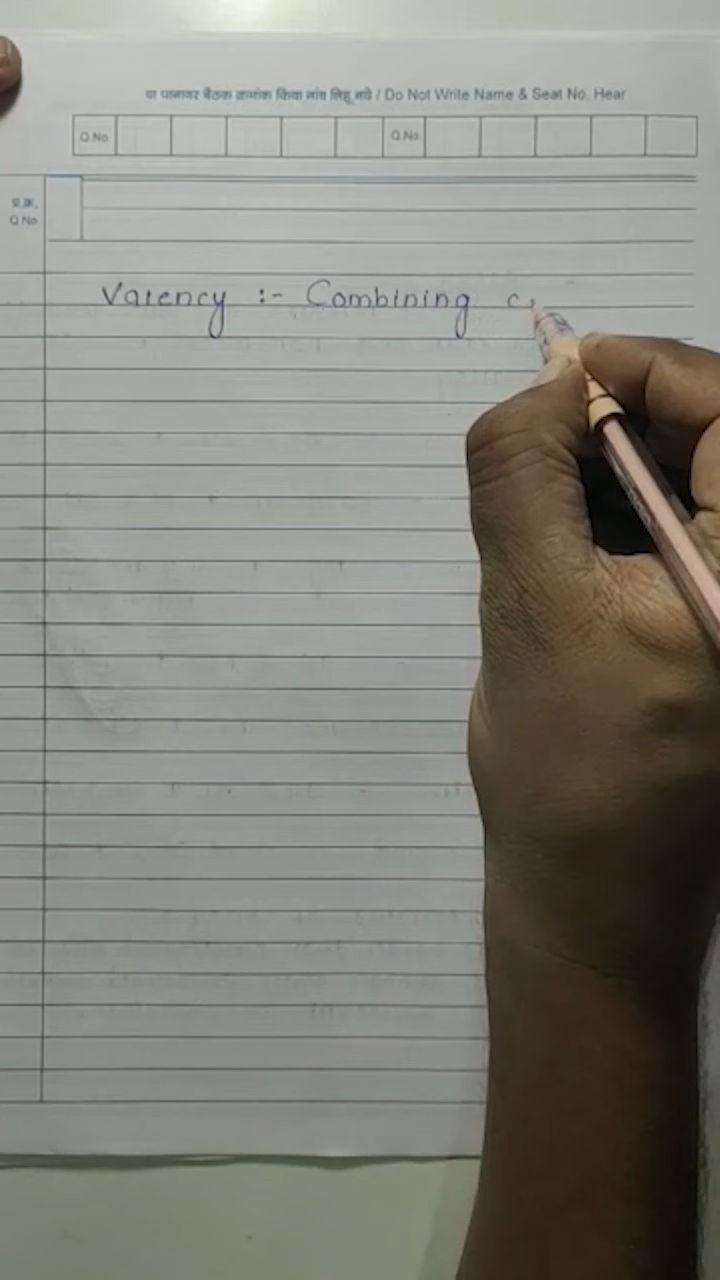 या पानावर बैठक क्रमांक किंवा नांव लिहू नये / Do Not Write Name & Seat No. Hear
Q.No. Q.No.
प्र.क्र.
Q.No.
Valency :- Combining c